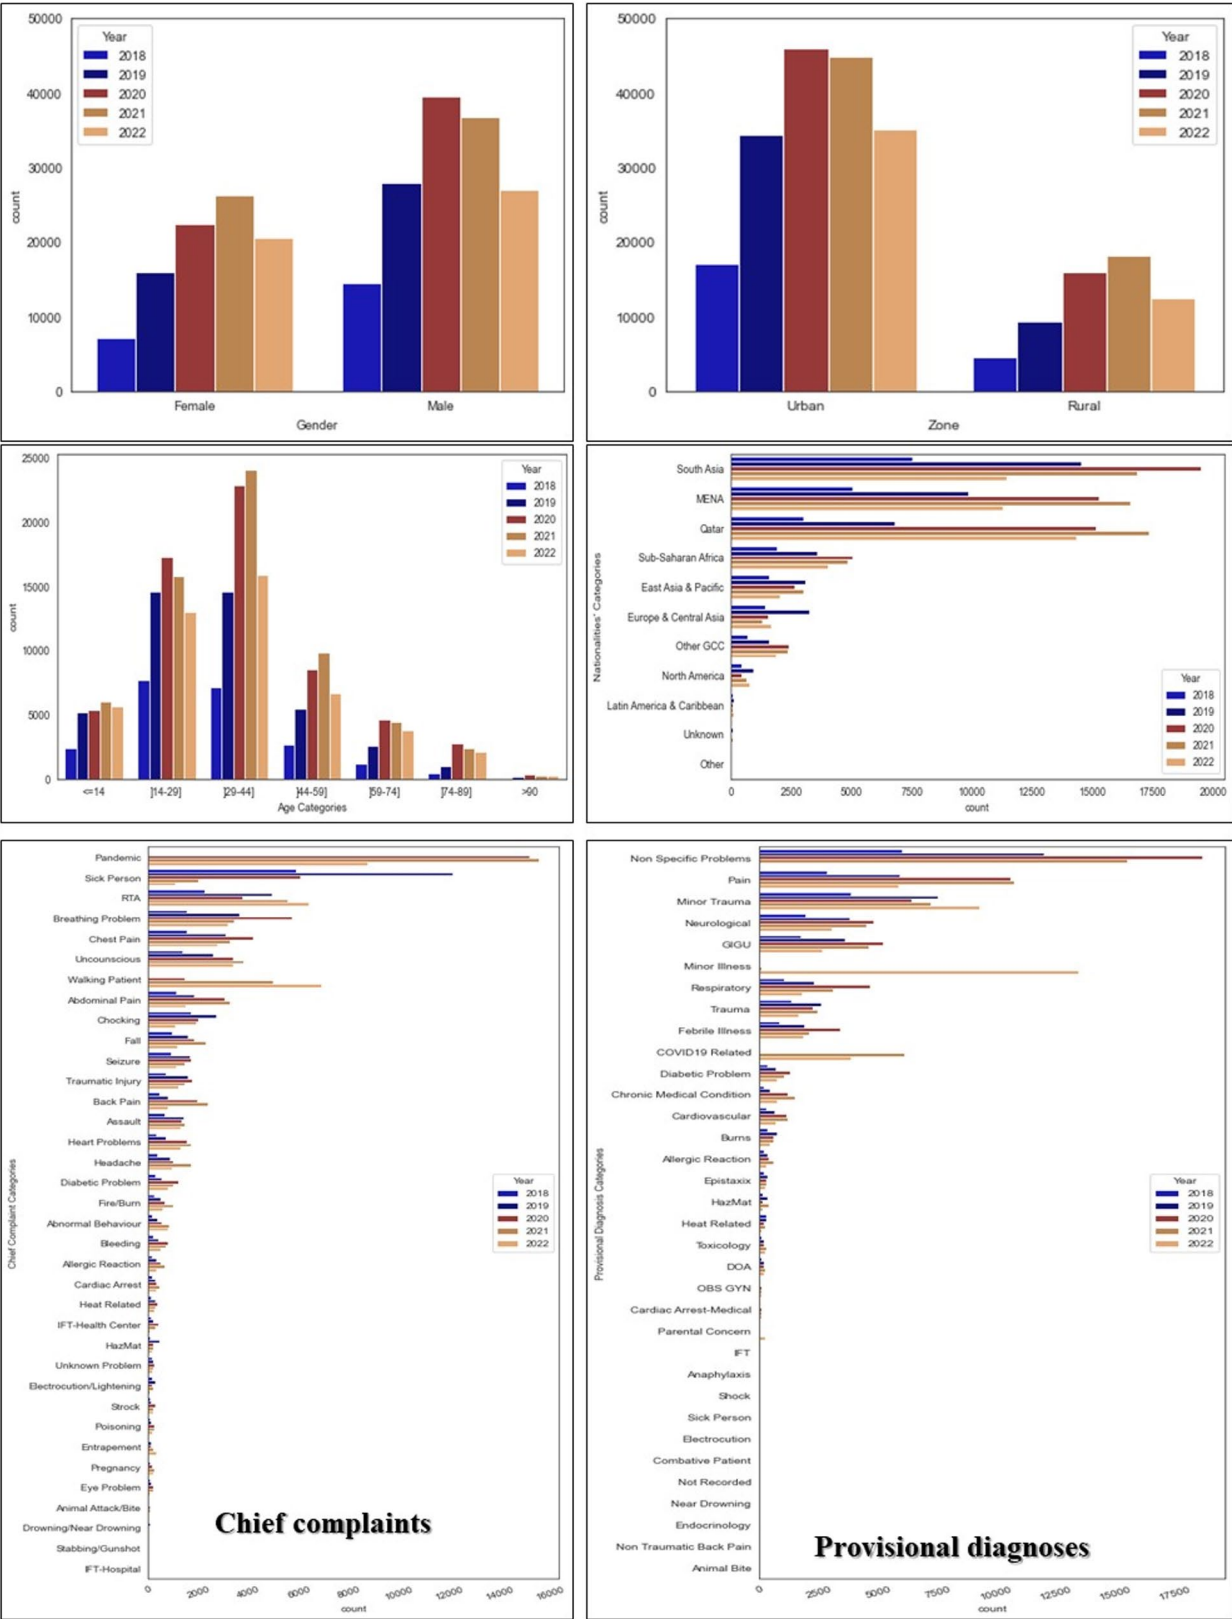 50000
40000
30000
20000
10000
0
count
Year
2018
2019
2020
2021
2022
Female
Male
Gender
50000
40000
30000
20000
10000
0
count
Year
2018
2019
2020
2021
2022
Urban
Rural
Zone
25000
20000
15000
10000
5000
0
count
Year
2018
2019
2020
2021
2022
<=14
]14-29]
]29-44]
]44-59]
]59-74]
]74-89]
>90
Age Categories
Nationalities' Categories
South Asia
MENA
Qatar
Sub-Saharan Africa
East Asia & Pacific
Europe & Central Asia
Other GCC
North America
Latin America & Caribbean
Unknown
Other
Year
2018
2019
2020
2021
2022
0
2500
5000
7500
10000
12500
15000
17500
20000
count
Chief Complaint Categories
Pandemic
Sick Person
RTA
Breathing Problem
Chest Pain
Uncounscious
Walking Patient
Abdominal Pain
Chocking
Fall
Seizure
Traumatic Injury
Back Pain
Assault
Heart Problems
Headache
Diabetic Problem
Fire/Burn
Abnormal Behaviour
Bleeding
Allergic Reaction
Cardiac Arrest
Heat Related
IFT-Health Center
HazMat
Unknown Problem
Electrocution/Lightening
Strock
Poisoning
Entrapement
Pregnancy
Eye Problem
Animal Attack/Bite
Drowning/Near Drowning
Stabbing/Gunshot
IFT-Hospital
Year
2018
2019
2020
2021
2022
Chief complaints
0
2000
4000
6000
8000
10000
12000
14000
16000
count
Provisional Diagnosis Categories
Non Specific Problems
Pain
Minor Trauma
Neurological
GIGU
Minor Illness
Respiratory
Trauma
Febrile Illness
COVID19 Related
Diabetic Problem
Chronic Medical Condition
Cardiovascular
Burns
Allergic Reaction
Epistaxix
HazMat
Heat Related
Toxicology
DOA
OBS GYN
Cardiac Arrest-Medical
Parental Concern
IFT
Anaphylaxis
Shock
Sick Person
Electrocution
Combative Patient
Not Recorded
Near Drowning
Endocrinology
Non Traumatic Back Pain
Animal Bite
Year
2018
2019
2020
2021
2022
Provisional diagnoses
0
2500
5000
7500
10000
12500
15000
17500
count